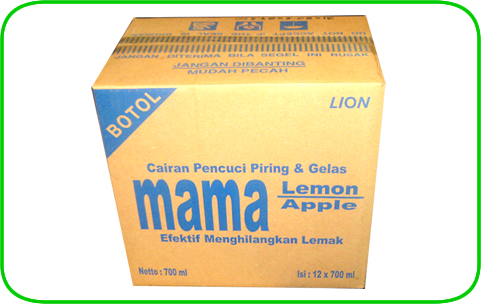 JANGAN DITERIMA BILA SEGEL INI RUSAK
JANGAN DIBANTING
MUDAH PECAH
BOTOL
LION
Cairan Pencuci Piring & Gelas
mama
Lemon
Apple
Efektif Menghilangkan Lemak
Netto : 700 ml
Isi : 12 x 700 ml